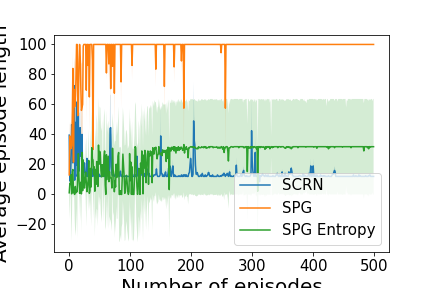 Average episode length
100
80
60
40
20
0
−20
0
100
200
300
400
500
Number of episodes
SCRN
SPG
SPG Entropy